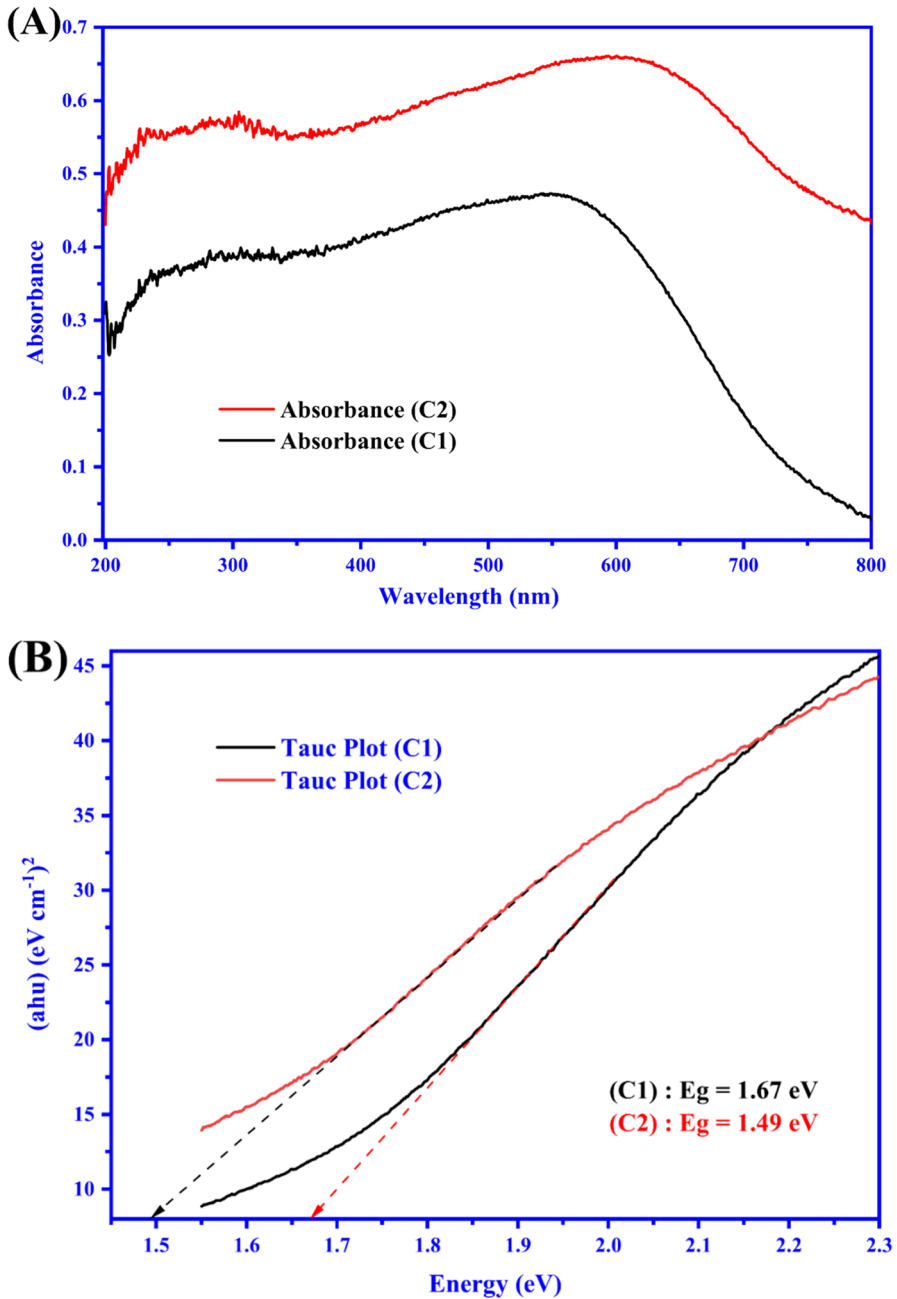 (A)
0.7
0.6
0.5
0.4
0.3
0.2
0.1
0.0
Absorbance
Absorbance (C2)
Absorbance (C1)
200 300 400 500 600 700 800
Wavelength (nm)
(B)
45
40
35
30
25
20
15
10
(ahu) (eV cm⁻¹)²
Tauc Plot (C1)
Tauc Plot (C2)
(C1) : Eg = 1.67 eV
(C2) : Eg = 1.49 eV
1.5 1.6 1.7 1.8 1.9 2.0 2.1 2.2 2.3
Energy (eV)